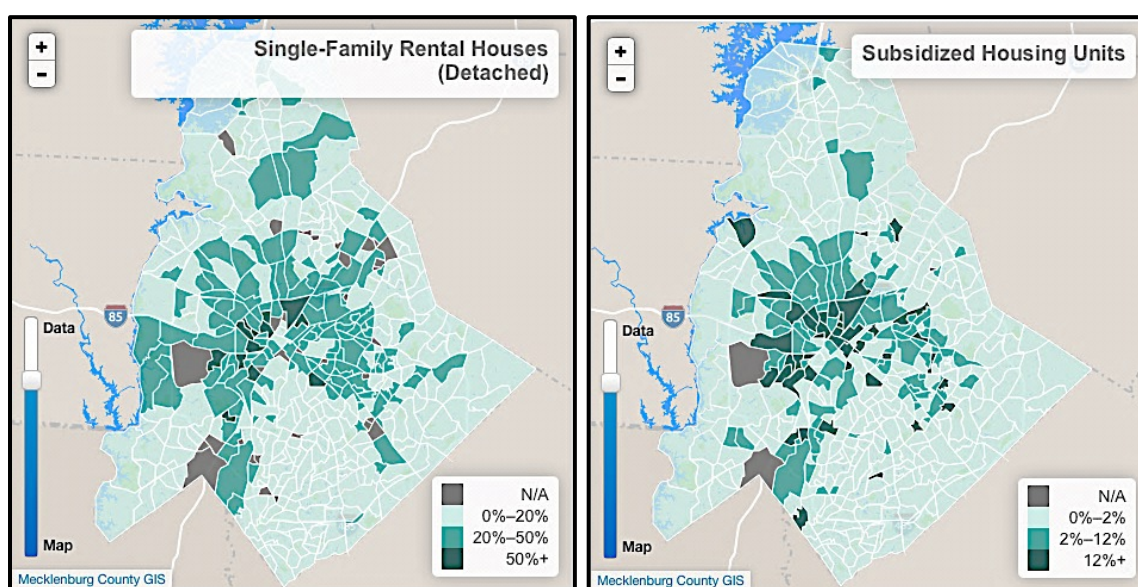 +
-
Single-Family Rental Houses
(Detached)
85
Data
Map
N/A
0%–20%
20%–50%
50%+
Mecklenburg County GIS
+
-
Subsidized Housing Units
85
Data
Map
N/A
0%–2%
2%–12%
12%+
Mecklenburg County GIS